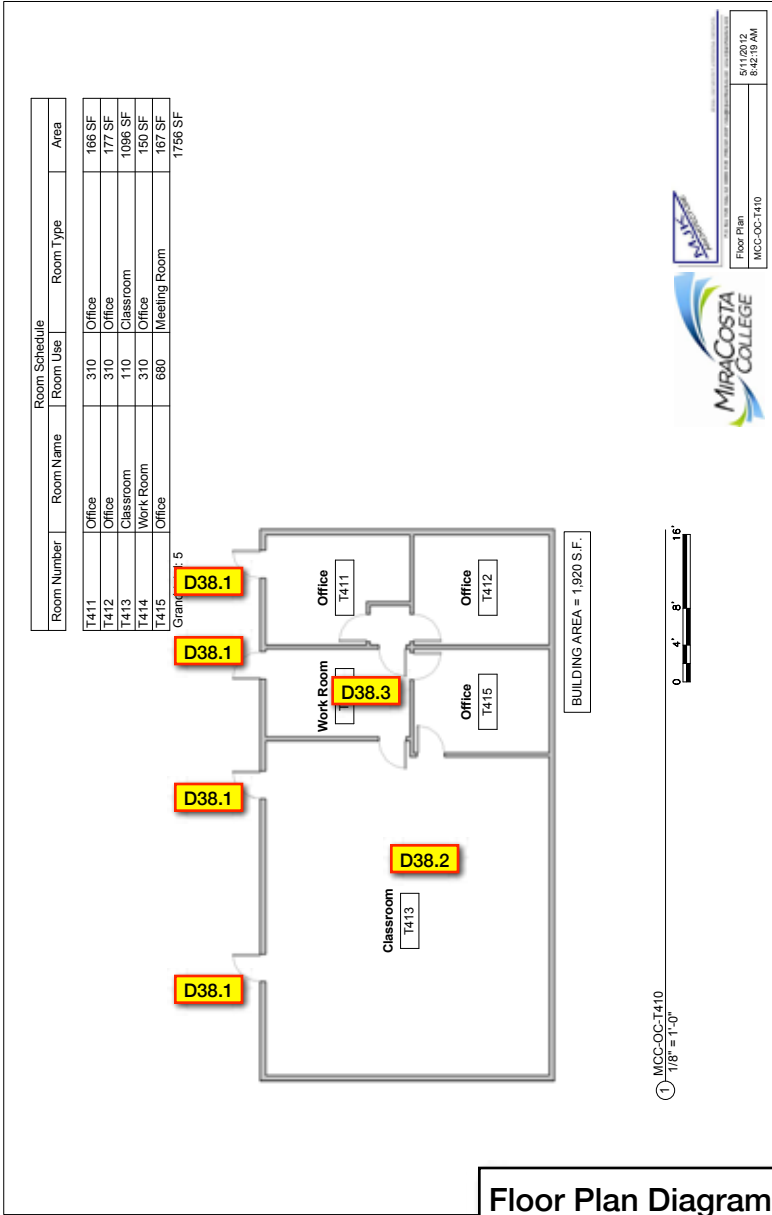 Room Schedule
Room Number Room Name Room Use Room Type Area
T411 Office 310 Office 166 SF
T412 Office 310 Office 177 SF
T413 Classroom 110 Classroom 1096 SF
T414 Work Room 310 Office 150 SF
T415 Office 680 Meeting Room 167 SF
: 5 1756 SF
D38.1
D38.1
D38.1
D38.1
Office
T411
Work Room
D38.3
Office
T412
Office
T415
D38.2
Classroom
T413
BUILDING AREA = 1,920 S.F.
0 4' 8' 16'
1 MCC-OC-T410
1/8" = 1'-0"
MIRACOSTA
COLLEGE
MJK
ARCHITECTURE
Floor Plan
MCC-OC-T410
5/11/2012
8:42:19 AM
Floor Plan Diagram